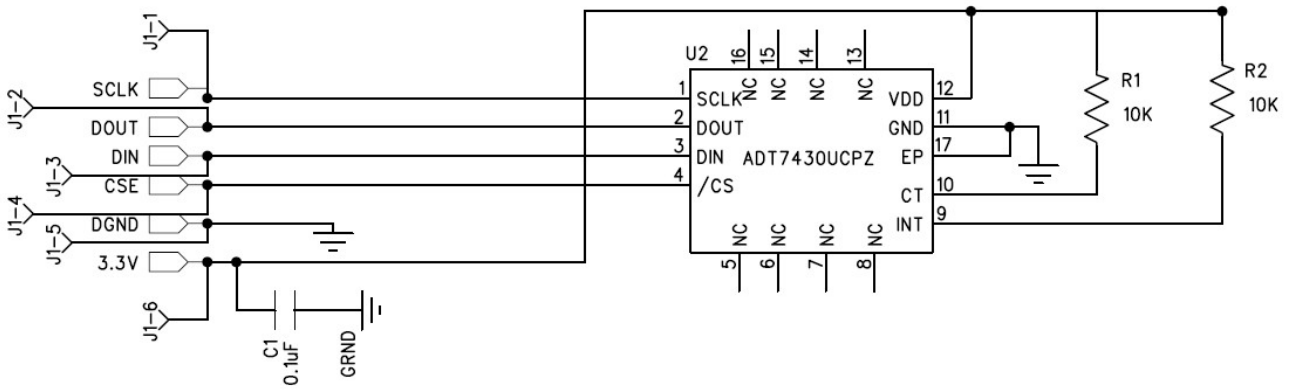 J1-1
SCLK
J1-2
DOUT
DIN
J1-3
CSE
J1-4
DGND
J1-5
3.3V
J1-6
C1
0.1uF
GRND
U2
16 15 14 13
NC NC NC NC
1 SCLK
2 DOUT
3 DIN
4 /CS
ADT7430UCPZ
VDD 12
GND 11
EP 17
CT 10
INT 9
NC NC NC NC
5 6 7 8
R1
10K
R2
10K